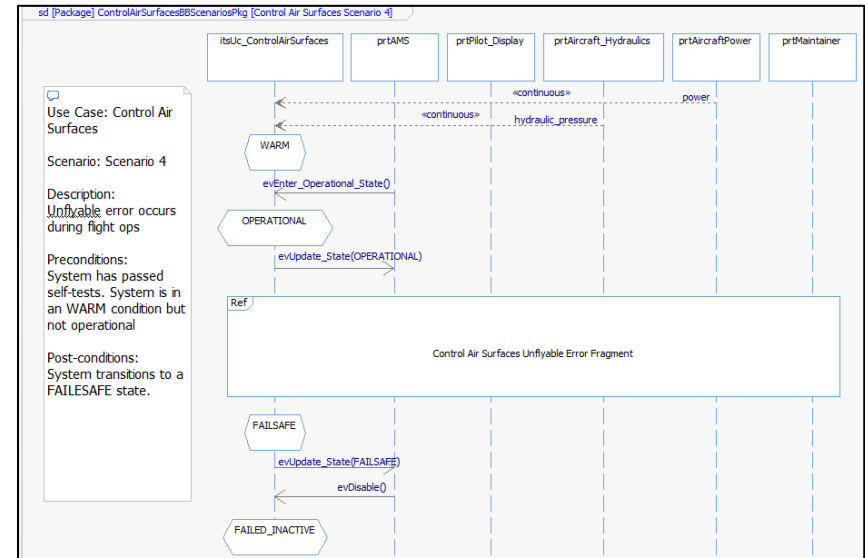 sd [Package] ControlAirSurfacesBBScenariosPkg [Control Air Surfaces Scenario 4]
itsUc_ControlAirSurfaces
prtAMS
prtPilot_Display
prtAircraft_Hydraulics
prtAircraftPower
prtMaintainer
Use Case: Control Air
Surfaces
Scenario: Scenario 4
Description:
Unflyable error occurs
during flight ops
Preconditions:
System has passed
self-tests. System is in
an WARM condition but
not operational
Post-conditions:
System transitions to a
FAILESAFE state.
«continuous»
power
«continuous»
hydraulic_pressure
WARM
evEnter_Operational_State()
OPERATIONAL
evUpdate_State(OPERATIONAL)
Ref
Control Air Surfaces Unflyable Error Fragment
FAILSAFE
evUpdate_State(FAILSAFE)
evDisable()
FAILED_INACTIVE